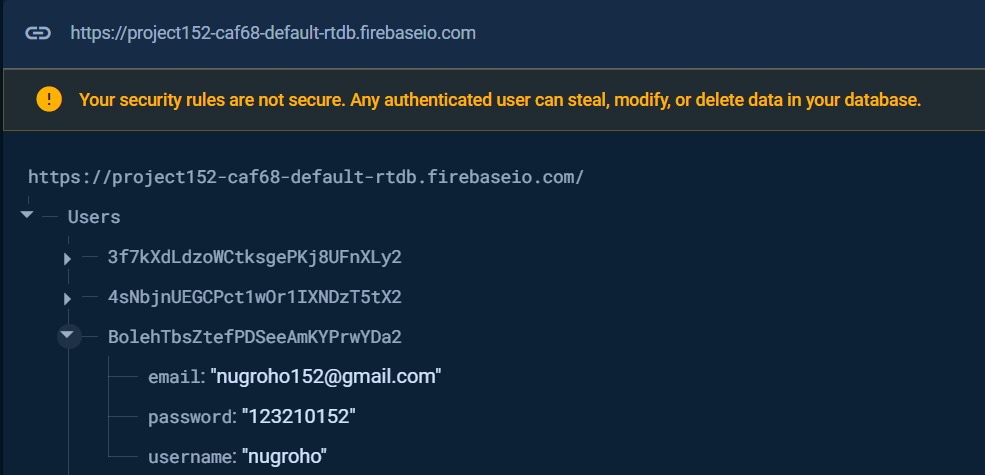 https://project152-caf68-default-rtdb.firebaseio.com
! Your security rules are not secure. Any authenticated user can steal, modify, or delete data in your database.
https://project152-caf68-default-rtdb.firebaseio.com/
Users
3f7kXdLdzoWCtksgePKj8UFnXLy2
4sNbjnUEGCPct1wOr1IXNDzT5tX2
BolehTbsZtefPDSeeAmKYPrwYDa2
email: "nugroho152@gmail.com"
password: "123210152"
username: "nugroho"